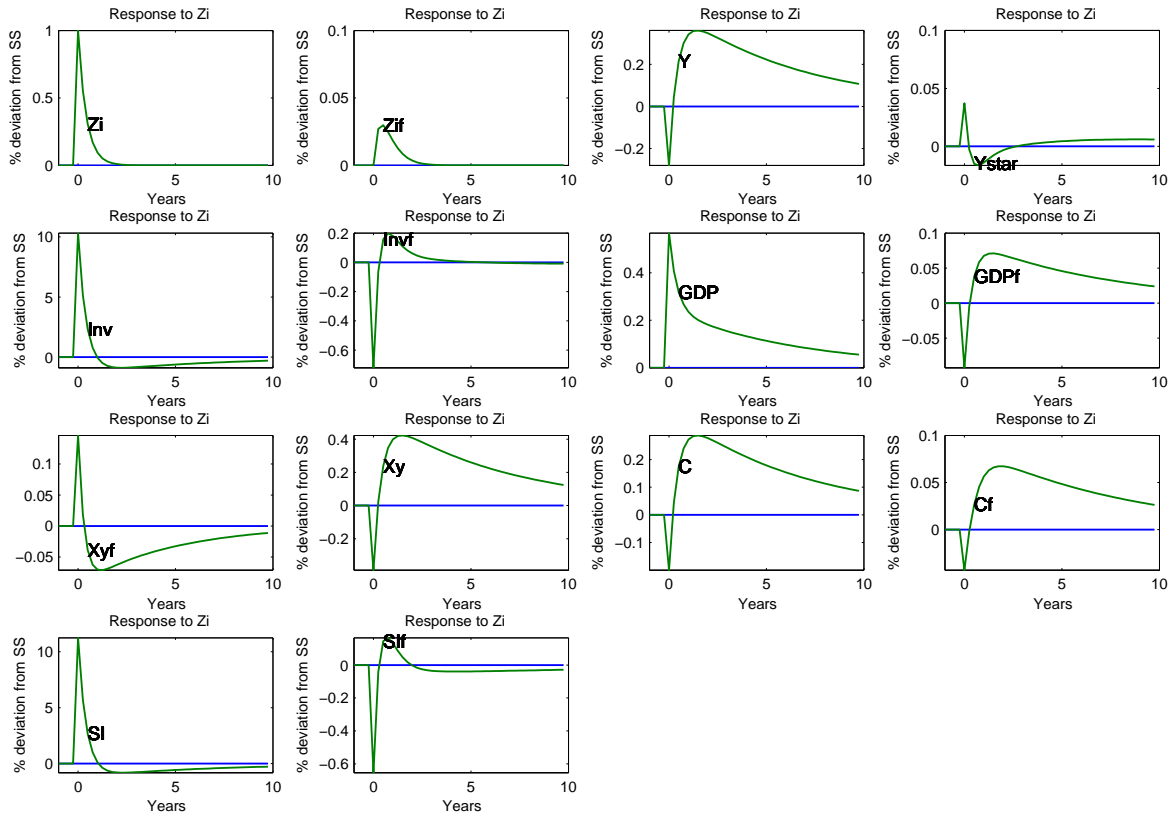 Response to Zi
% deviation from SS
1
0.5
0
Zi
0
5
10
Years
Response to Zi
% deviation from SS
0.1
0.05
0
Zif
0
5
10
Years
Response to Zi
% deviation from SS
0.2
0
−0.2
Y
0
5
10
Years
Response to Zi
% deviation from SS
0.1
0.05
0
Ystar
0
5
10
Years
Response to Zi
% deviation from SS
10
5
0
Inv
0
5
10
Years
Response to Zi
% deviation from SS
0.2
0
−0.2
−0.4
−0.6
Invf
0
5
10
Years
Response to Zi
% deviation from SS
0.4
0.2
0
GDP
0
5
10
Years
Response to Zi
% deviation from SS
0.1
0.05
0
−0.05
GDPf
0
5
10
Years
Response to Zi
% deviation from SS
0.1
0.05
0
−0.05
Xyf
0
5
10
Years
Response to Zi
% deviation from SS
0.4
0.2
0
−0.2
Xy
0
5
10
Years
Response to Zi
% deviation from SS
0.2
0.1
0
−0.1
C
0
5
10
Years
Response to Zi
% deviation from SS
0.1
0.05
0
Cf
0
5
10
Years
Response to Zi
% deviation from SS
10
5
0
SI
0
5
10
Years
Response to Zi
% deviation from SS
0
−0.2
−0.4
−0.6
SIf
0
5
10
Years